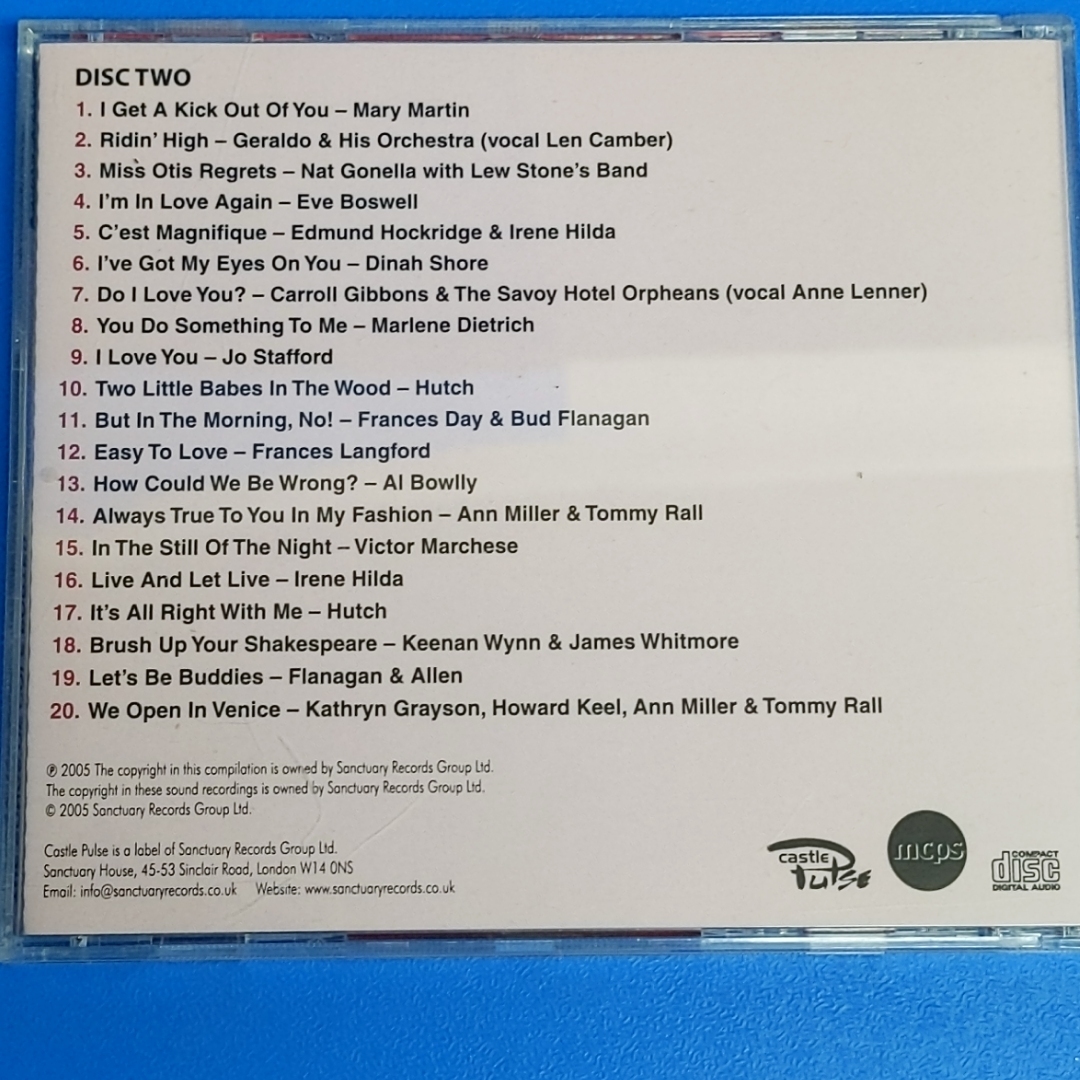 DISC TWO
1. I Get A Kick Out Of You – Mary Martin
2. Ridin' High – Geraldo & His Orchestra (vocal Len Camber)
3. Miss Otis Regrets – Nat Gonella with Lew Stone's Band
4. I'm In Love Again – Eve Boswell
5. C'est Magnifique – Edmund Hockridge & Irene Hilda
6. I've Got My Eyes On You – Dinah Shore
7. Do I Love You? – Carroll Gibbons & The Savoy Hotel Orpheans (vocal Anne Lenner)
8. You Do Something To Me – Marlene Dietrich
9. I Love You – Jo Stafford
10. Two Little Babes In The Wood – Hutch
11. But In The Morning, No! – Frances Day & Bud Flanagan
12. Easy To Love – Frances Langford
13. How Could We Be Wrong? – Al Bowlly
14. Always True To You In My Fashion – Ann Miller & Tommy Rall
15. In The Still Of The Night – Victor Marchese
16. Live And Let Live – Irene Hilda
17. It's All Right With Me – Hutch
18. Brush Up Your Shakespeare – Keenan Wynn & James Whitmore
19. Let's Be Buddies – Flanagan & Allen
20. We Open In Venice – Kathryn Grayson, Howard Keel, Ann Miller & Tommy Rall
℗ 2005 The copyright in this compilation is owned by Sanctuary Records Group Ltd.
The copyright in these sound recordings is owned by Sanctuary Records Group Ltd.
© 2005 Sanctuary Records Group Ltd.
Castle Pulse is a label of Sanctuary Records Group Ltd.
Sanctuary House, 45-53 Sinclair Road, London W14 0NS
Email: info@sanctuaryrecords.co.uk Website: www.sanctuaryrecords.co.uk
castle
pulse
mcps
COMPACT
disc
DIGITAL AUDIO